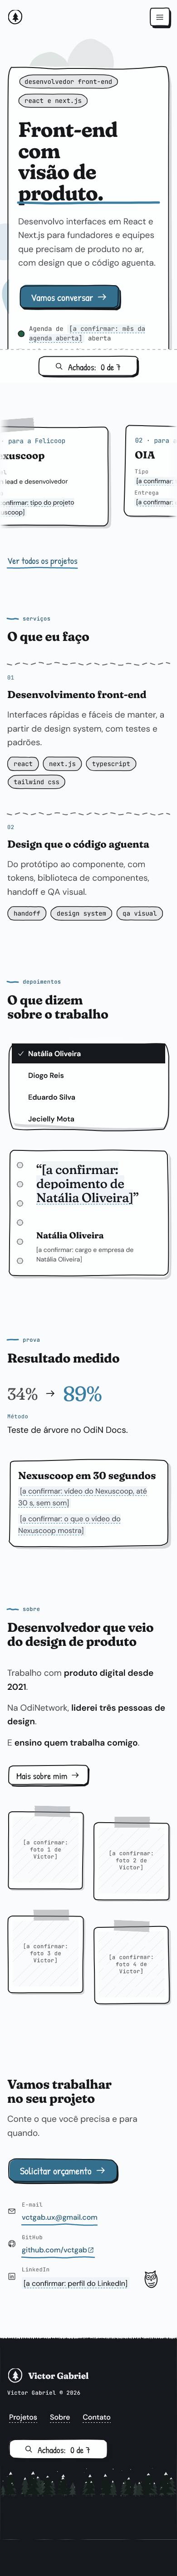 desenvolvedor front-end
react e next.js
Front-end
com
visão de
produto.
Desenvolvo interfaces em React e
Next.js para fundadores e equipes
que precisam de produto no ar,
com design que o código aguenta.
Vamos conversar →
Agenda de [a confirmar: mês da
agenda aberta] aberta
Achados: 0 de 7
· para a Felicoop
exuscoop
lead e desenvolvedor
confirmar: tipo do projeto
uscoop]
02 · para a
OIA
Tipo
[a confirmar:
Entrega
[a confirmar:
Ver todos os projetos
serviços
O que eu faço
01
Desenvolvimento front-end
Interfaces rápidas e fáceis de manter, a
partir de design system, com testes e
padrões.
react
next.js
typescript
tailwind css
02
Design que o código aguenta
Do protótipo ao componente, com
tokens, biblioteca de componentes,
handoff e QA visual.
handoff
design system
qa visual
depoimentos
O que dizem
sobre o trabalho
✓ Natália Oliveira
Diogo Reis
Eduardo Silva
Jecielly Mota
“[a confirmar:
depoimento de
Natália Oliveira]”
Natália Oliveira
[a confirmar: cargo e empresa de
Natália Oliveira]
prova
Resultado medido
34% → 89%
Método
Teste de árvore no OdiN Docs.
Nexuscoop em 30 segundos
[a confirmar: vídeo do Nexuscoop, até
30 s, sem som]
[a confirmar: o que o vídeo do
Nexuscoop mostra]
sobre
Desenvolvedor que veio
do design de produto
Trabalho com produto digital desde
2021.
Na OdiNetwork, liderei três pessoas de
design.
E ensino quem trabalha comigo.
Mais sobre mim →
[a confirmar:
foto 1 de
Victor]
[a confirmar:
foto 2 de
Victor]
[a confirmar:
foto 3 de
Victor]
[a confirmar:
foto 4 de
Victor]
Vamos trabalhar
no seu projeto
Conte o que você precisa e para
quando.
Solicitar orçamento →
E-mail
vctgab.ux@gmail.com
GitHub
github.com/vctgab
LinkedIn
[a confirmar: perfil do LinkedIn]
Victor Gabriel
Victor Gabriel © 2026
Projetos
Sobre
Contato
Achados: 0 de 7